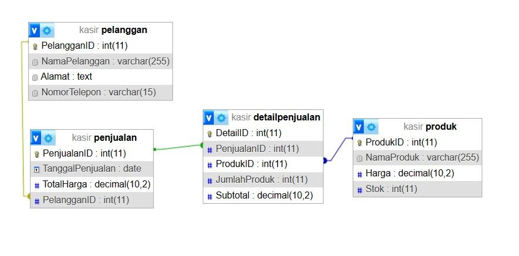 kasir pelanggan
PelangganID : int(11)
NamaPelanggan : varchar(255)
Alamat : text
NomorTelepon : varchar(15)
kasir penjualan
PenjualanID : int(11)
TanggalPenjualan : date
TotalHarga : decimal(10,2)
PelangganID : int(11)
kasir detailpenjualan
DetailID : int(11)
PenjualanID : int(11)
ProdukID : int(11)
JumlahProduk : int(11)
Subtotal : decimal(10,2)
kasir produk
ProdukID : int(11)
NamaProduk : varchar(255)
Harga : decimal(10,2)
Stok : int(11)